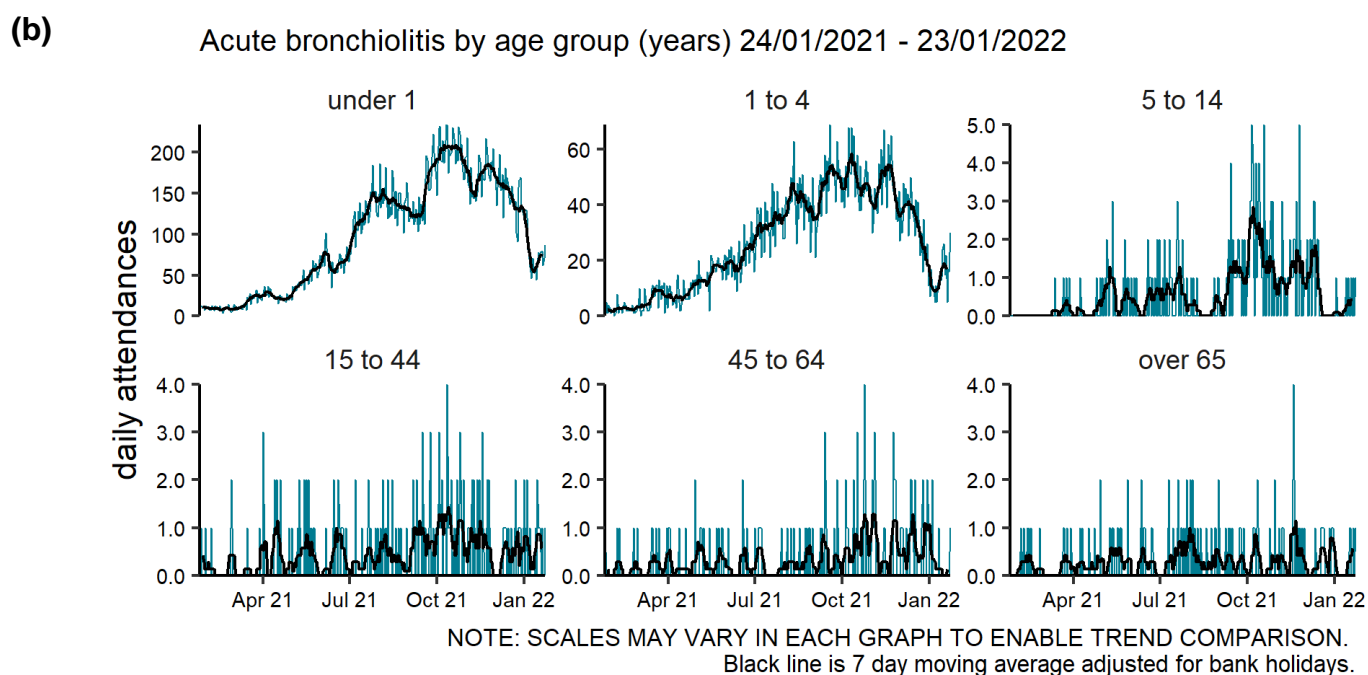 (b)
Acute bronchiolitis by age group (years) 24/01/2021 - 23/01/2022
daily attendances
under 1
200
150
100
50
0
1 to 4
60
40
20
0
5 to 14
5.0
4.0
3.0
2.0
1.0
0.0
15 to 44
4.0
3.0
2.0
1.0
0.0
Apr 21 Jul 21 Oct 21 Jan 22
45 to 64
4.0
3.0
2.0
1.0
0.0
Apr 21 Jul 21 Oct 21 Jan 22
over 65
4.0
3.0
2.0
1.0
0.0
Apr 21 Jul 21 Oct 21 Jan 22
NOTE: SCALES MAY VARY IN EACH GRAPH TO ENABLE TREND COMPARISON.
Black line is 7 day moving average adjusted for bank holidays.